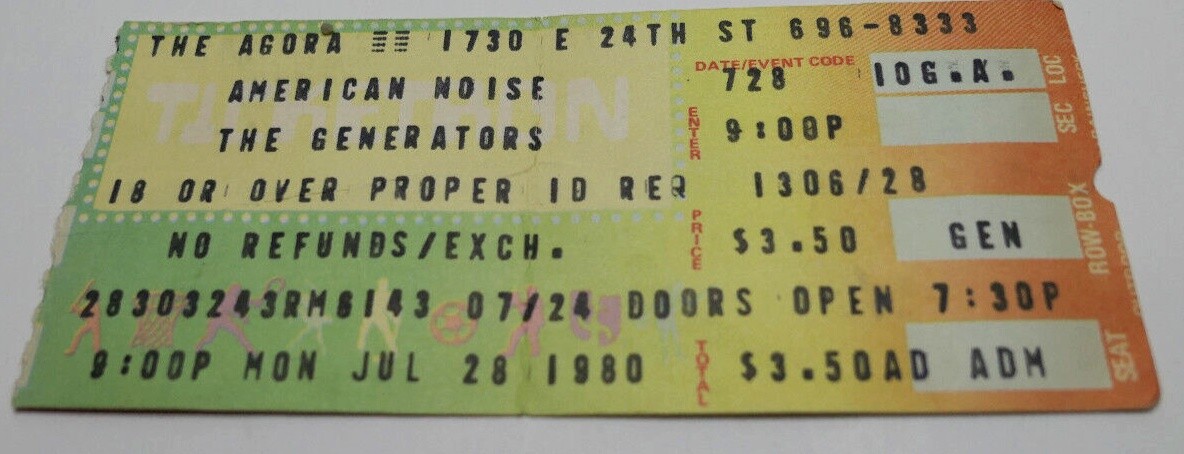 THE AGORA 1730 E 24TH ST 696-8333
AMERICAN NOISE
DATE/EVENT CODE
728
10G.A.
LOC
THE GENERATORS
ENTER
9:00P
SEC
18 OR OVER PROPER ID REQ
1306/28
NO REFUNDS/EXCH.
PRICE
$3.50
GEN
ROW-BOX
28303243RM6143 07/24 DOORS OPEN 7:30P
9:00P MON JUL 28 1980
TOTAL
$3.50AD ADM
SEAT